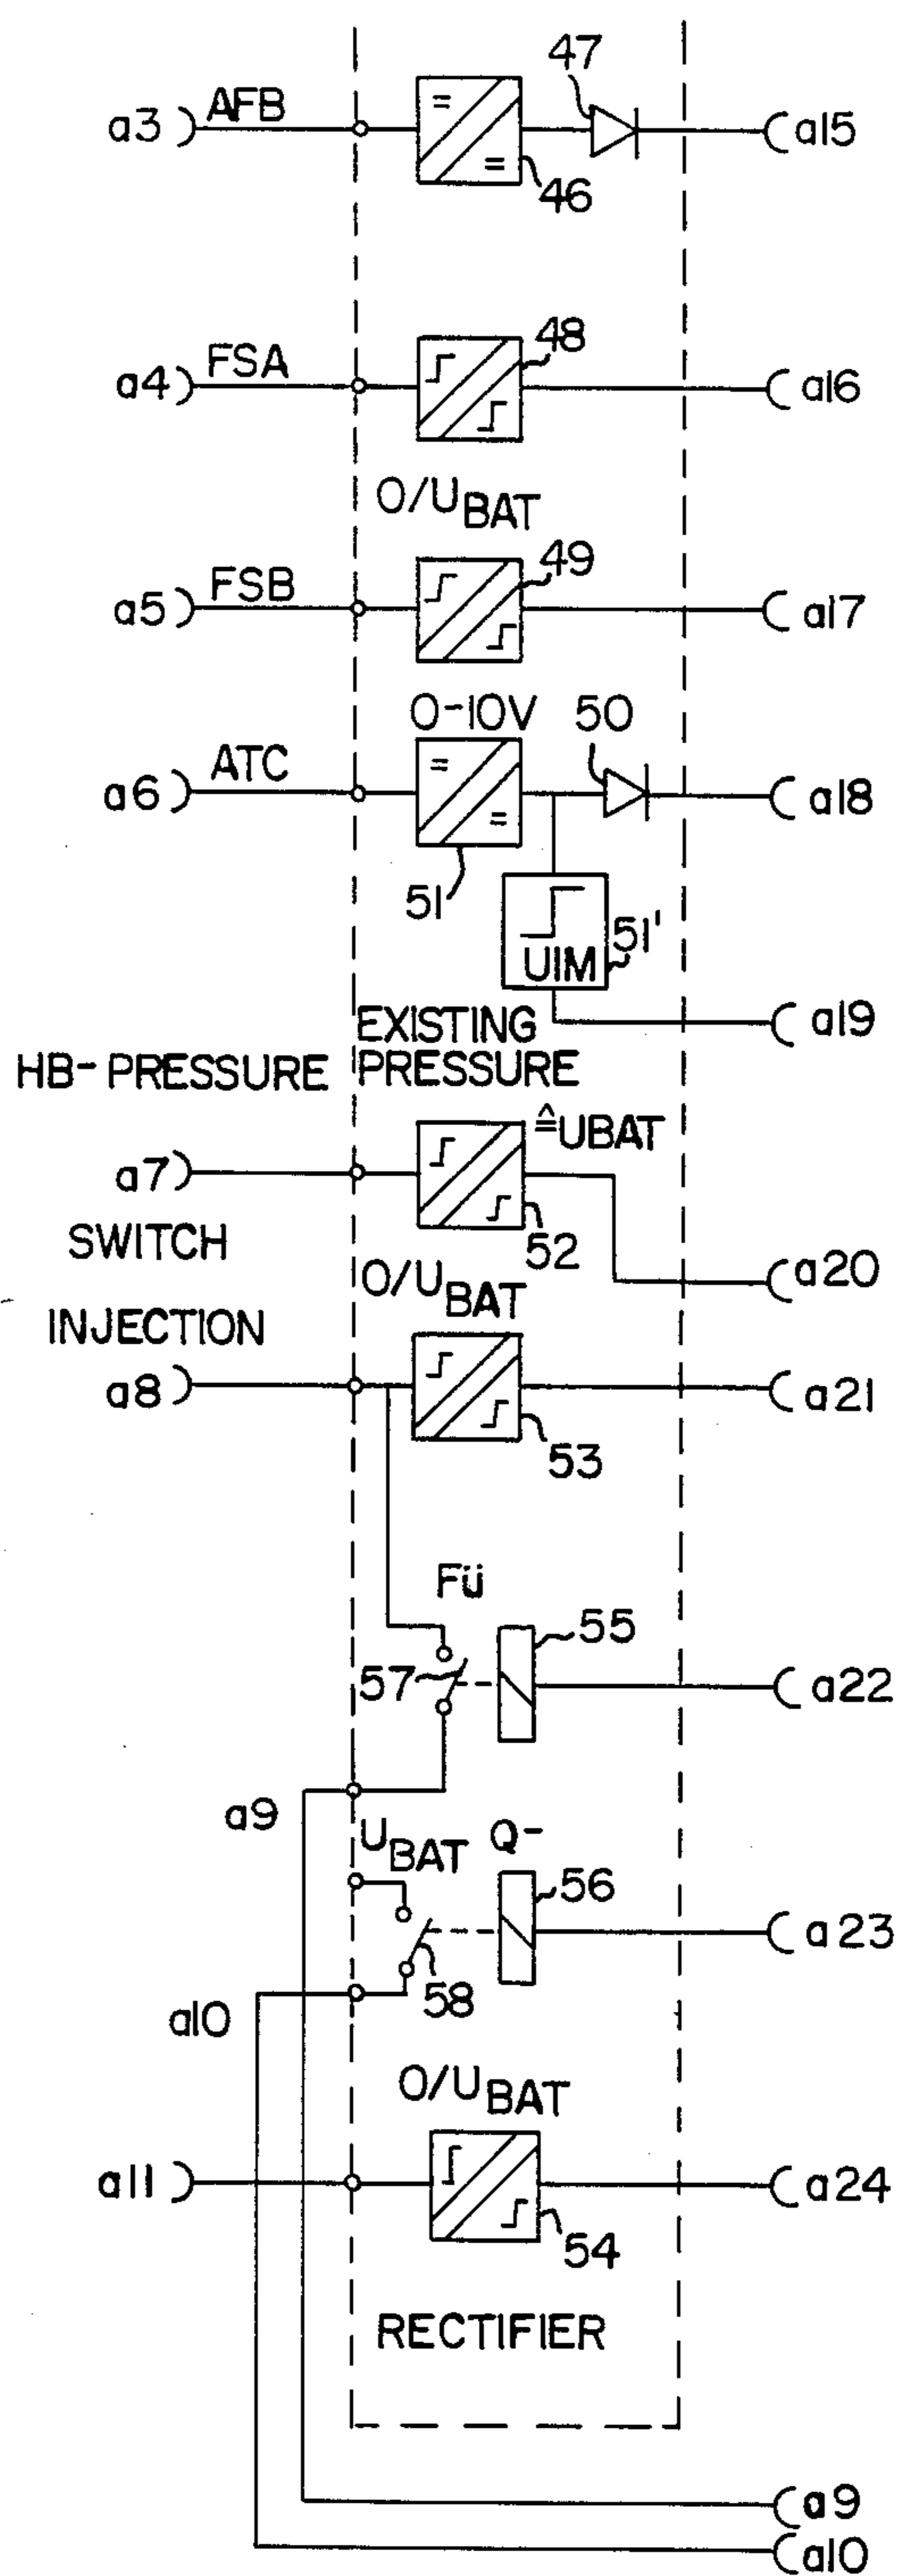 47
a3 AFB a15
46
48
a4 FSA a16
O/UBAT
49
a5 FSB a17
O-10V 50
a6 ATC a18
51
51'
UIM
a19
EXISTING
HB-PRESSURE PRESSURE
≙UBAT
a7
52
SWITCH
a20
O/UBAT
INJECTION
a8 a21
53
Fü
55
57 a22
a9
UBAT Q-
56
a23
58
a10
O/UBAT
a11 a24
54
RECTIFIER
a9
a10